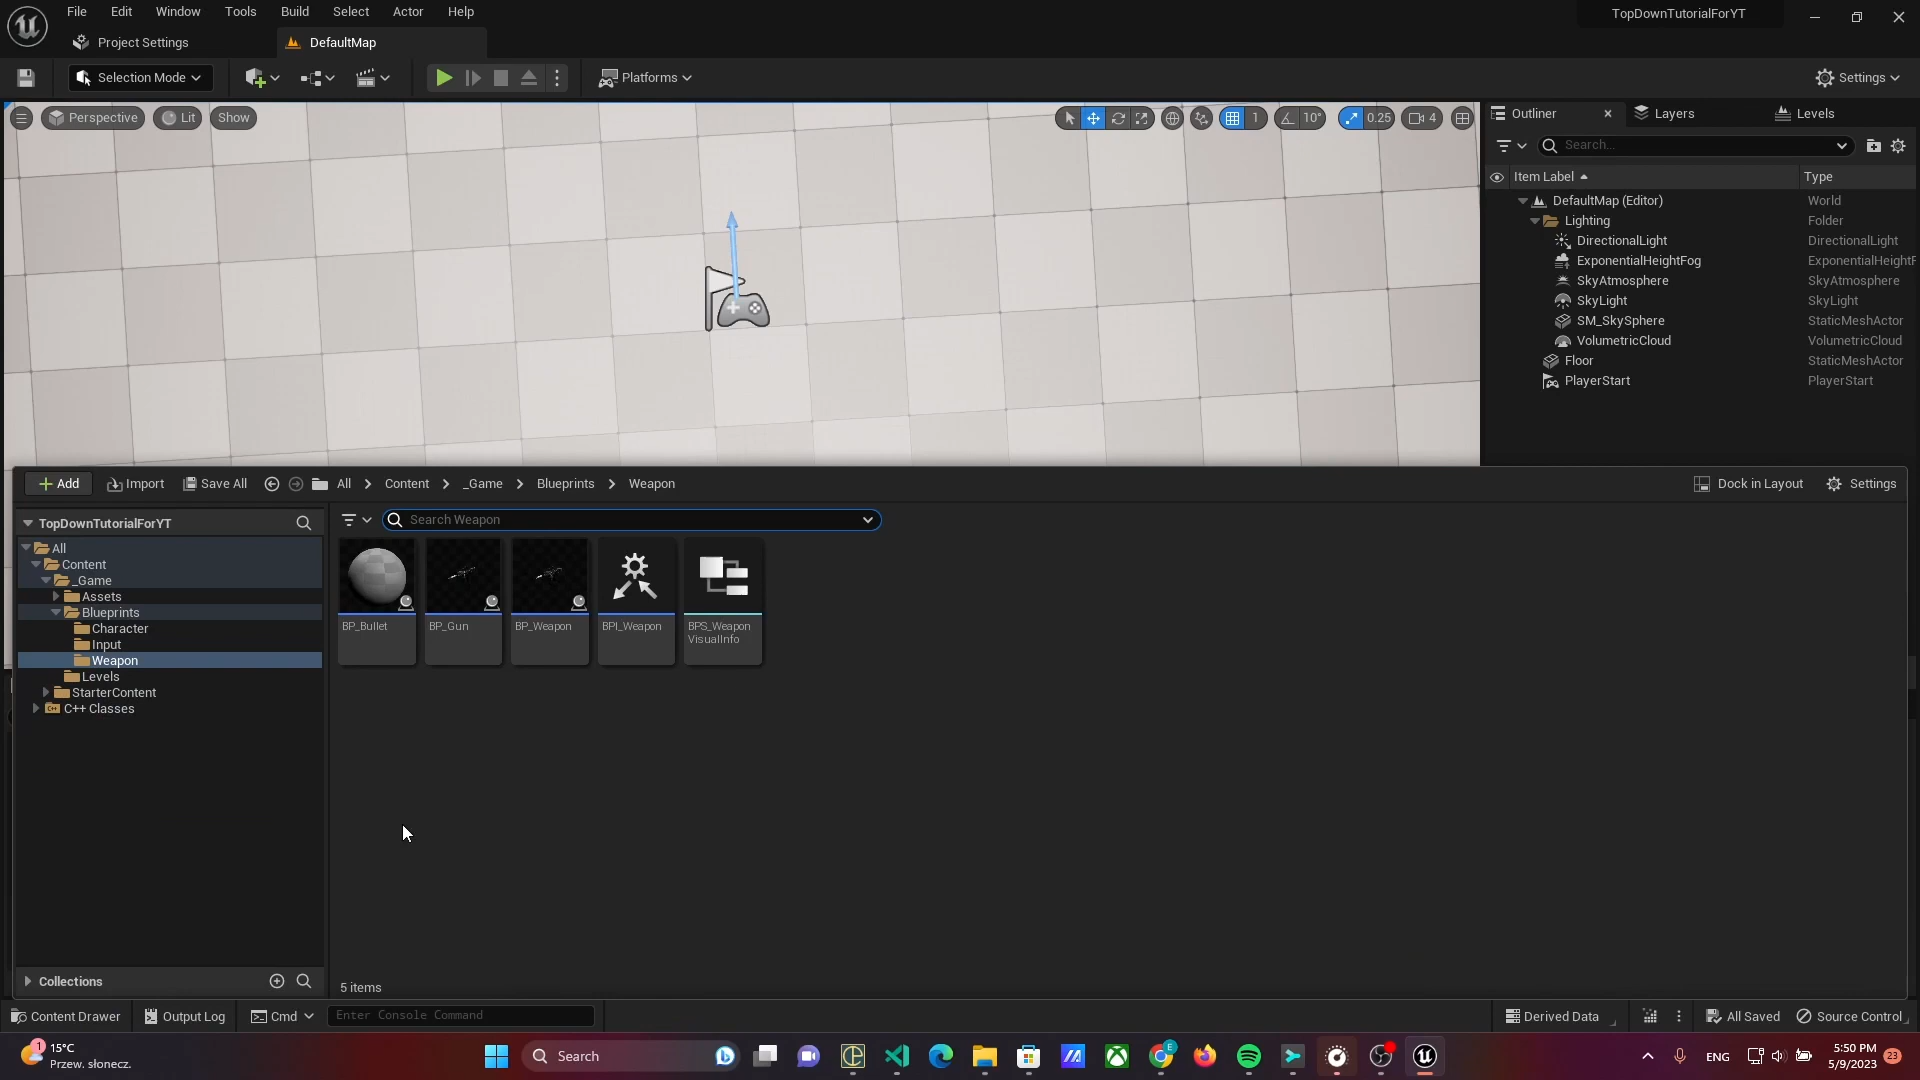 File Edit Window Tools Build Select Actor Help
TopDownTutorialForYT
Project Settings
DefaultMap
Selection Mode
Platforms
Settings
Perspective
Lit
Show
1
10°
0.25
4
Outliner
Layers
Levels
Search...
Item Label
Type
DefaultMap (Editor) World
Lighting Folder
DirectionalLight DirectionalLight
ExponentialHeightFog ExponentialHeightF
SkyAtmosphere SkyAtmosphere
SkyLight SkyLight
SM_SkySphere StaticMeshActor
VolumetricCloud VolumetricCloud
Floor StaticMeshActor
PlayerStart PlayerStart
Add
Import
Save All
All > Content > _Game > Blueprints > Weapon
Dock in Layout
Settings
TopDownTutorialForYT
Search Weapon
All
Content
_Game
Assets
Blueprints
Character
Input
Weapon
Levels
StarterContent
C++ Classes
BP_Bullet
BP_Gun
BP_Weapon
BPI_Weapon
BPS_Weapon
VisualInfo
Collections
5 items
Content Drawer
Output Log
Cmd
Enter Console Command
Derived Data
All Saved
Source Control
1
15°C
Przew. słonecz.
Search
E
ENG
5:50 PM
5/9/2023
23